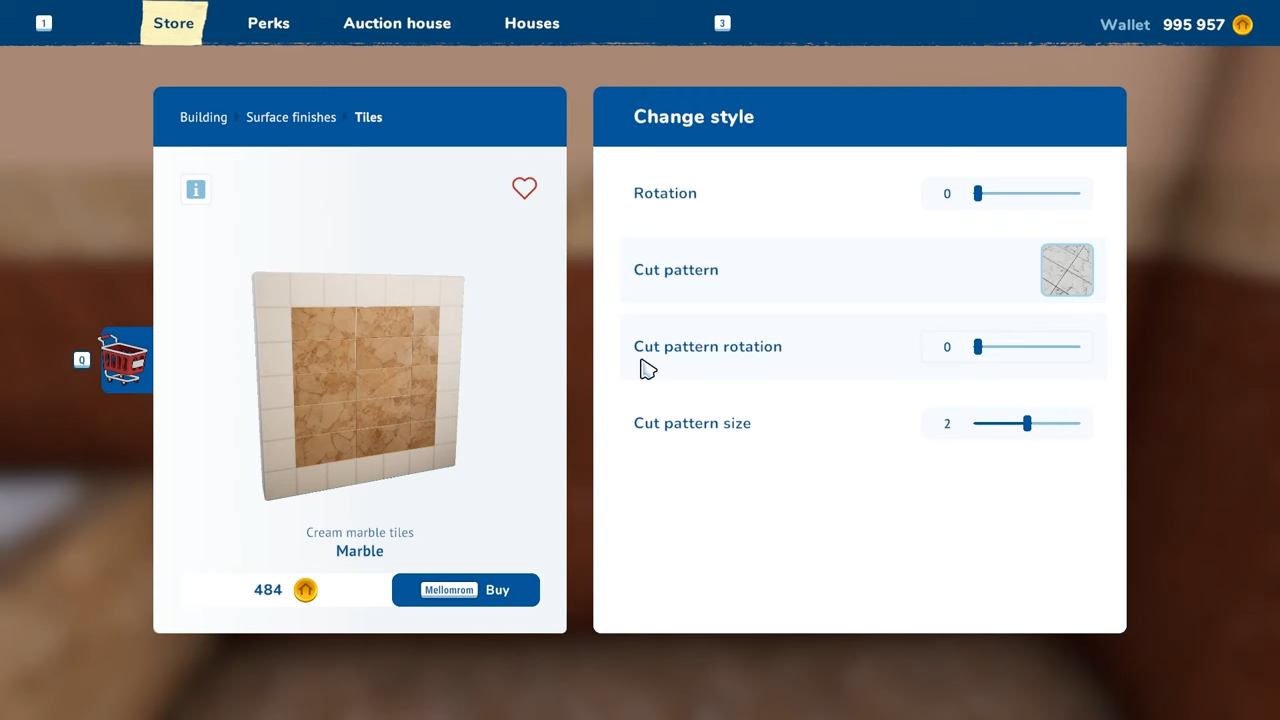 1
Store
Perks
Auction house
Houses
3
Wallet 995 957
Building Surface finishes Tiles
i
Q
Cream marble tiles
Marble
484
Mellomrom Buy
Change style
Rotation 0
Cut pattern
Cut pattern rotation 0
Cut pattern size 2